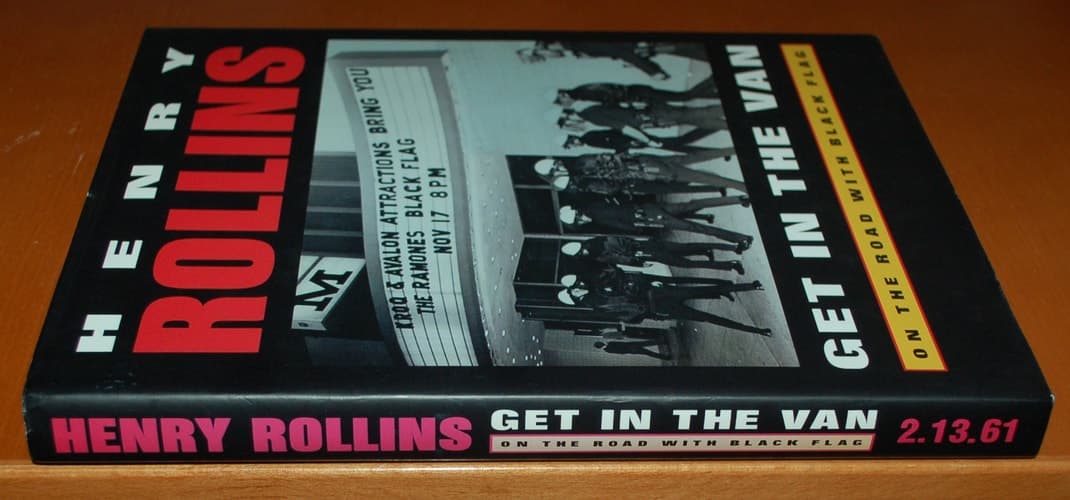 HENRY
ROLLINS
KROQ & AVALON ATTRACTIONS BRING YOU
THE RAMONES BLACK FLAG
NOV 17 8 PM
M
GET IN THE VAN
ON THE ROAD WITH BLACK FLAG
HENRY ROLLINS
GET IN THE VAN
ON THE ROAD WITH BLACK FLAG
2.13.61